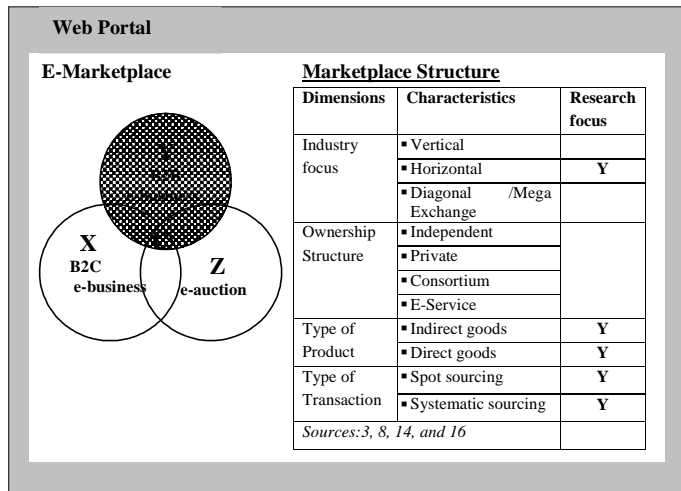 Web Portal
E-Marketplace
Y
B2B
e-business
X
B2C
e-business
Z
e-auction
Marketplace Structure
Dimensions Characteristics Research
focus
Industry
focus
▪ Vertical
▪ Horizontal Y
▪ Diagonal /Mega
Exchange
Ownership
Structure
▪ Independent
▪ Private
▪ Consortium
▪ E-Service
Type of
Product
▪ Indirect goods Y
▪ Direct goods Y
Type of
Transaction
▪ Spot sourcing Y
▪ Systematic sourcing Y
Sources:3, 8, 14, and 16